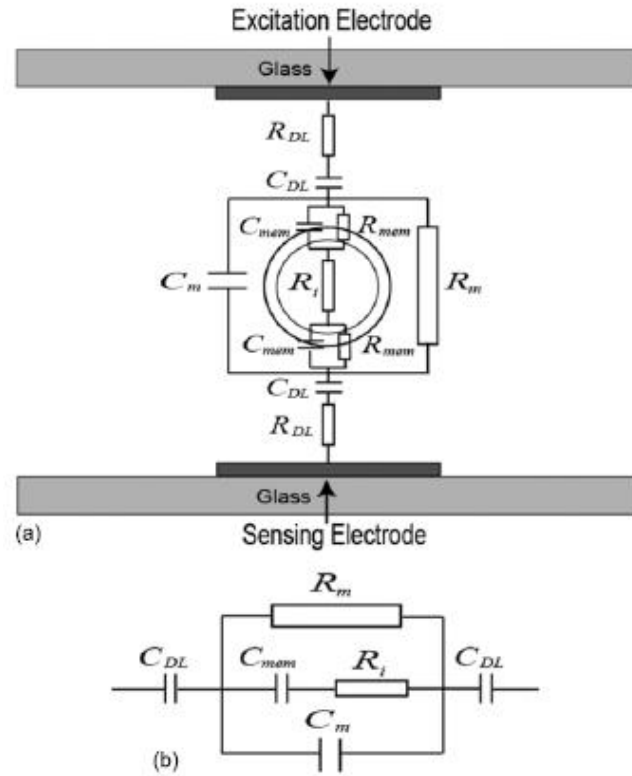 Excitation Electrode
Glass
R_DL
C_DL
C_mem R_mem
C_m R_i R_m
C_mem R_mem
C_DL
R_DL
Glass
(a) Sensing Electrode
R_m
C_DL C_mem R_i C_DL
C_m
(b)